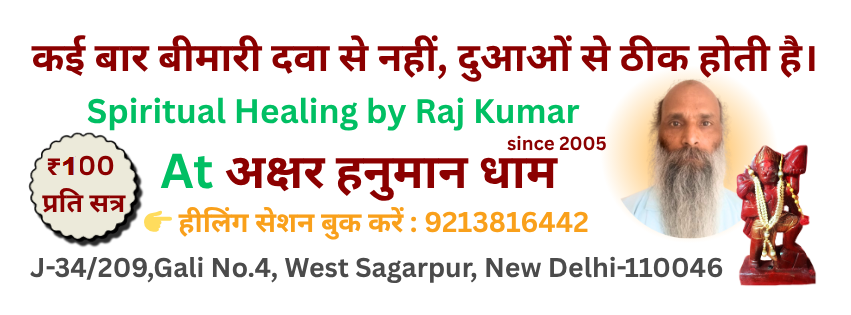 कई बार बीमारी दवा से नहीं, दुआओं से ठीक होती है।
Spiritual Healing by Raj Kumar
since 2005
₹100
प्रति सत्र
At अक्षर हनुमान धाम
👉 हीलिंग सेशन बुक करें : 9213816442
J-34/209,Gali No.4, West Sagarpur, New Delhi-110046